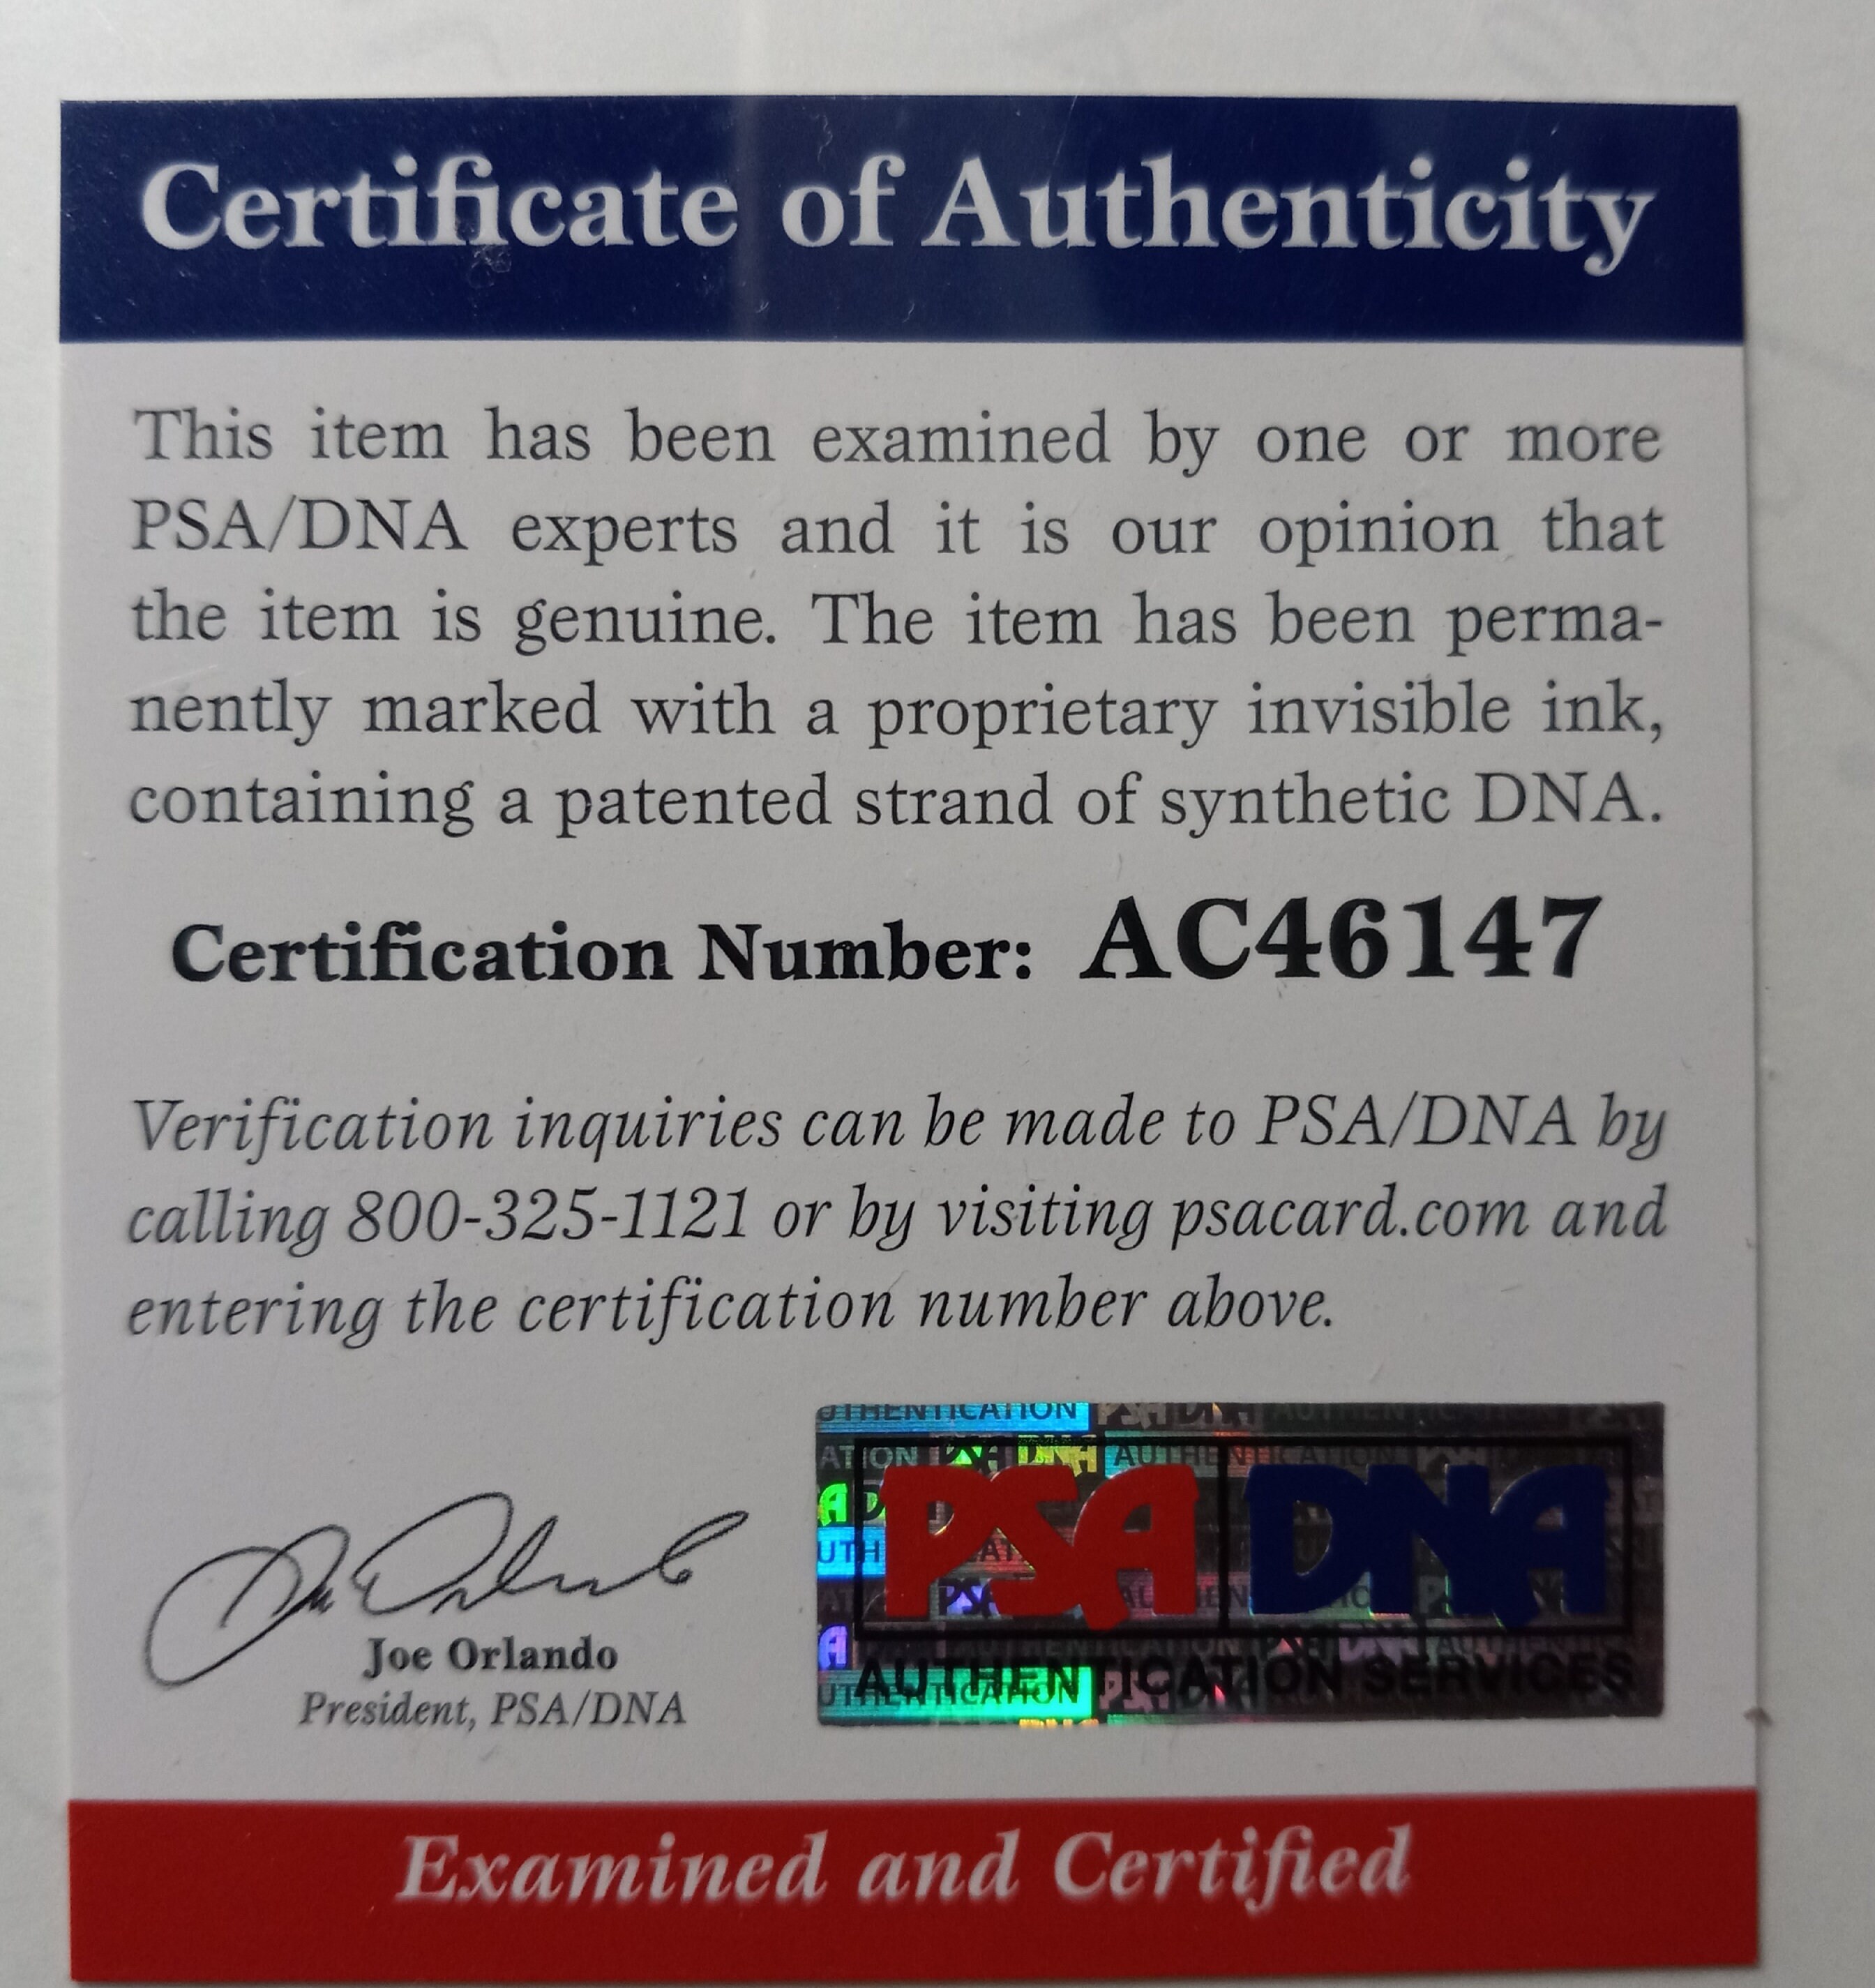 Certificate of Authenticity
This item has been examined by one or more
PSA/DNA experts and it is our opinion that
the item is genuine. The item has been perma-
nently marked with a proprietary invisible ink,
containing a patented strand of synthetic DNA.
Certification Number: AC46147
Verification inquiries can be made to PSA/DNA by
calling 800-325-1121 or by visiting psacard.com and
entering the certification number above.
Joe Orlando
President, PSA/DNA
PSA DNA
AUTHENTICATION SERVICES
Examined and Certified